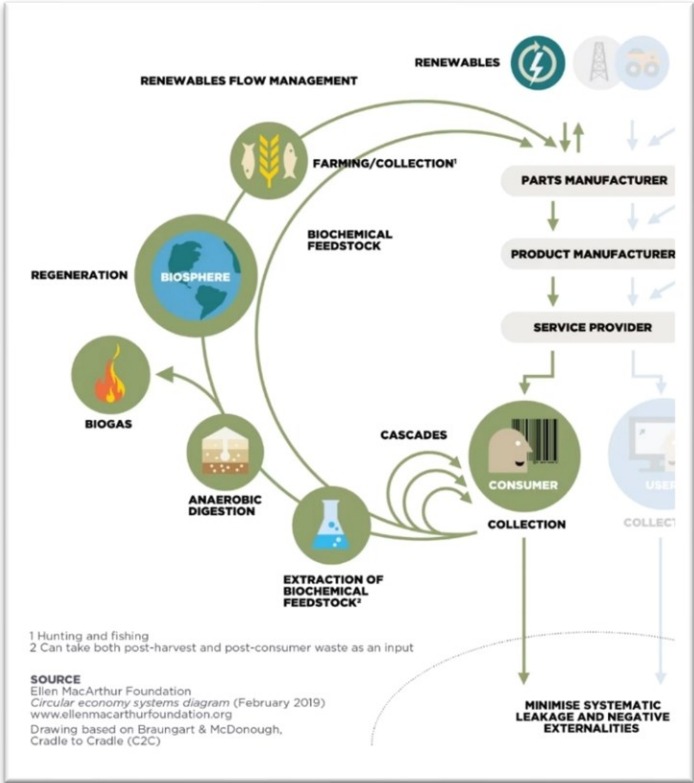 RENEWABLES
RENEWABLES FLOW MANAGEMENT
FARMING/COLLECTION¹
PARTS MANUFACTURER
BIOCHEMICAL
FEEDSTOCK
PRODUCT MANUFACTURER
REGENERATION
BIOSPHERE
SERVICE PROVIDER
BIOGAS
CASCADES
CONSUMER
USER
ANAEROBIC
DIGESTION
COLLECTION
COLLECT
EXTRACTION OF
BIOCHEMICAL
FEEDSTOCK²
1 Hunting and fishing
2 Can take both post-harvest and post-consumer waste as an input
SOURCE
Ellen MacArthur Foundation
Circular economy systems diagram (February 2019)
www.ellenmacarthurfoundation.org
Drawing based on Braungart & McDonough,
Cradle to Cradle (C2C)
MINIMISE SYSTEMATIC
LEAKAGE AND NEGATIVE
EXTERNALITIES